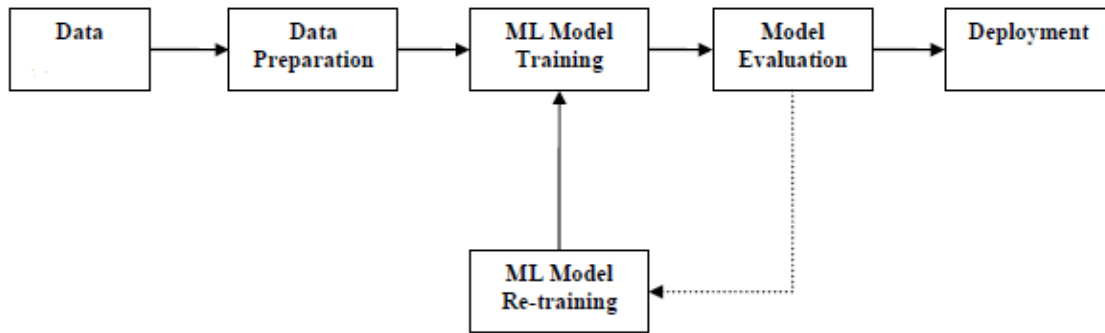 Data
Data
Preparation
ML Model
Training
Model
Evaluation
Deployment
ML Model
Re-training